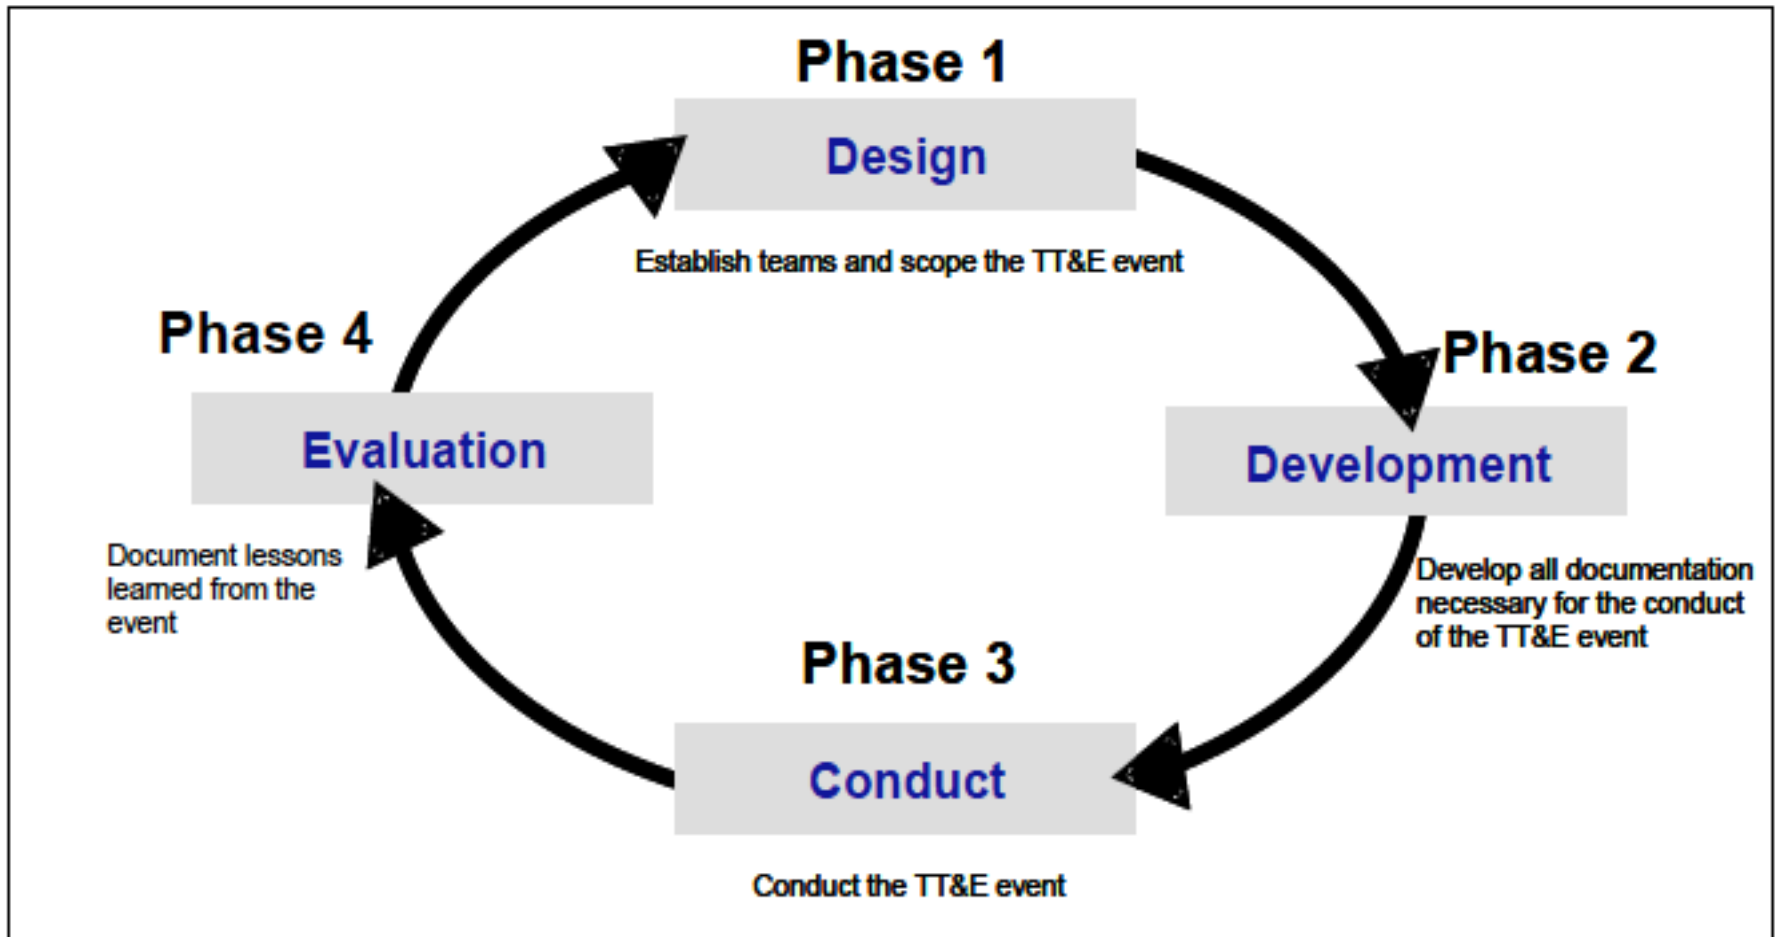 Phase 1
Design
Establish teams and scope the TT&E event
Phase 2
Development
Develop all documentation
necessary for the conduct
of the TT&E event
Phase 3
Conduct
Conduct the TT&E event
Phase 4
Evaluation
Document lessons
learned from the
event